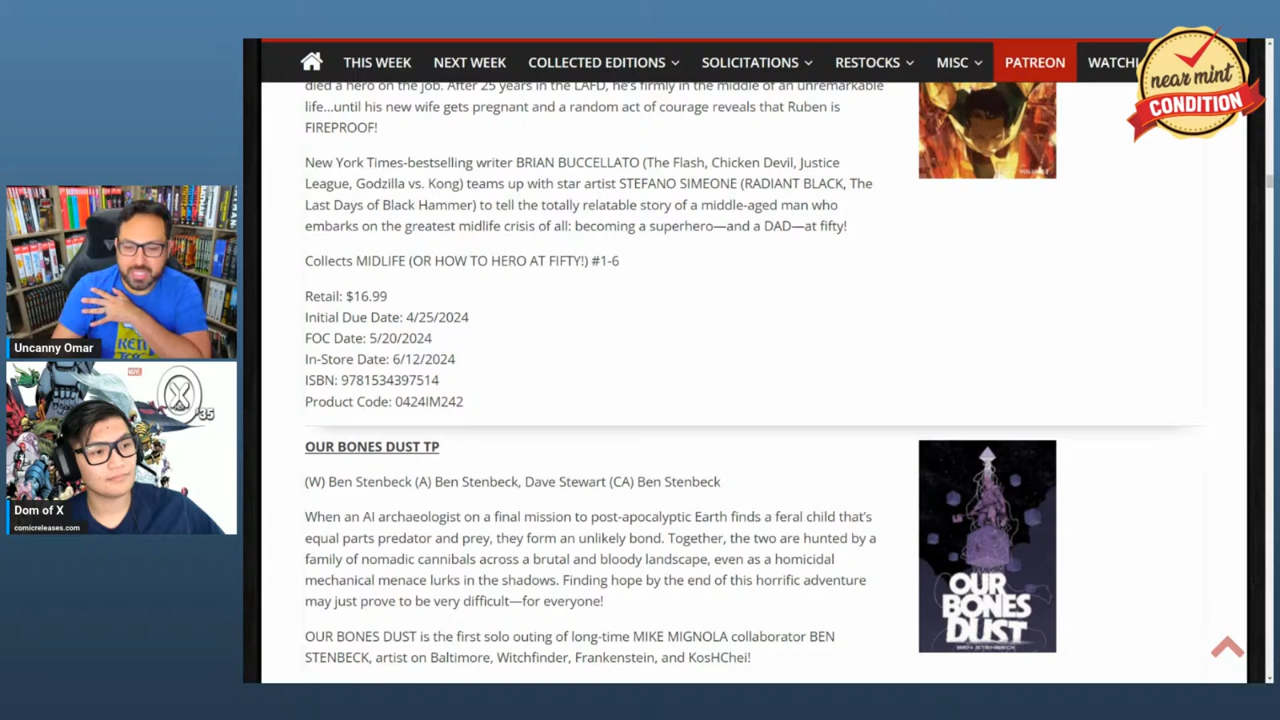 THIS WEEK
NEXT WEEK
COLLECTED EDITIONS
SOLICITATIONS
RESTOCKS
MISC
PATREON
near mint
CONDITION
died a hero on the job. After 25 years in the LAFD, he's firmly in the middle of an unremarkable
life...until his new wife gets pregnant and a random act of courage reveals that Ruben is
FIREPROOF!
New York Times-bestselling writer BRIAN BUCCELLATO (The Flash, Chicken Devil, Justice
League, Godzilla vs. Kong) teams up with star artist STEFANO SIMEONE (RADIANT BLACK, The
Last Days of Black Hammer) to tell the totally relatable story of a middle-aged man who
embarks on the greatest midlife crisis of all: becoming a superhero—and a DAD—at fifty!
Collects MIDLIFE (OR HOW TO HERO AT FIFTY!) #1-6
Retail: $16.99
Initial Due Date: 4/25/2024
FOC Date: 5/20/2024
In-Store Date: 6/12/2024
ISBN: 9781534397514
Product Code: 0424IM242
OUR BONES DUST TP
(W) Ben Stenbeck (A) Ben Stenbeck, Dave Stewart (CA) Ben Stenbeck
When an AI archaeologist on a final mission to post-apocalyptic Earth finds a feral child that's
equal parts predator and prey, they form an unlikely bond. Together, the two are hunted by a
family of nomadic cannibals across a brutal and bloody landscape, even as a homicidal
mechanical menace lurks in the shadows. Finding hope by the end of this horrific adventure
may just prove to be very difficult—for everyone!
OUR BONES DUST is the first solo outing of long-time MIKE MIGNOLA collaborator BEN
STENBECK, artist on Baltimore, Witchfinder, Frankenstein, and KosHChei!
OUR
BONES
DUST
BEN STENBECK
Uncanny Omar
MARVEL
X
35
Dom of X
comicreleases.com